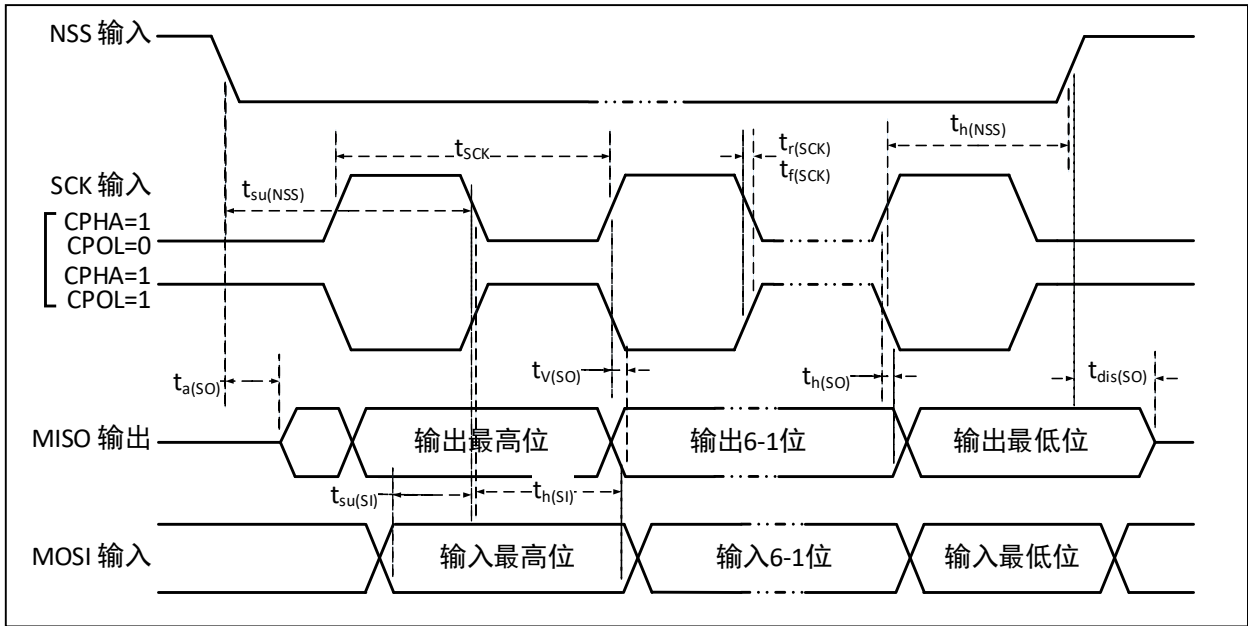 NSS 输入
t_h(NSS)
t_SCK
t_r(SCK)
t_f(SCK)
SCK 输入
t_su(NSS)
CPHA=1
CPOL=0
CPHA=1
CPOL=1
t_a(SO)
t_V(SO)
t_h(SO)
t_dis(SO)
MISO 输出
输出最高位
输出6-1位
输出最低位
t_su(SI)
t_h(SI)
MOSI 输入
输入最高位
输入6-1位
输入最低位